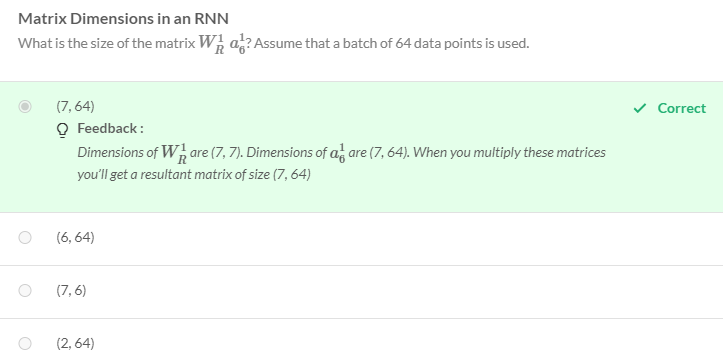 Matrix Dimensions in an RNN
What is the size of the matrix W_R^1 a_6^1? Assume that a batch of 64 data points is used.
(7, 64)
Correct
Feedback :
Dimensions of W_R^1 are (7, 7). Dimensions of a_6^1 are (7, 64). When you multiply these matrices
you'll get a resultant matrix of size (7, 64)
(6, 64)
(7, 6)
(2, 64)